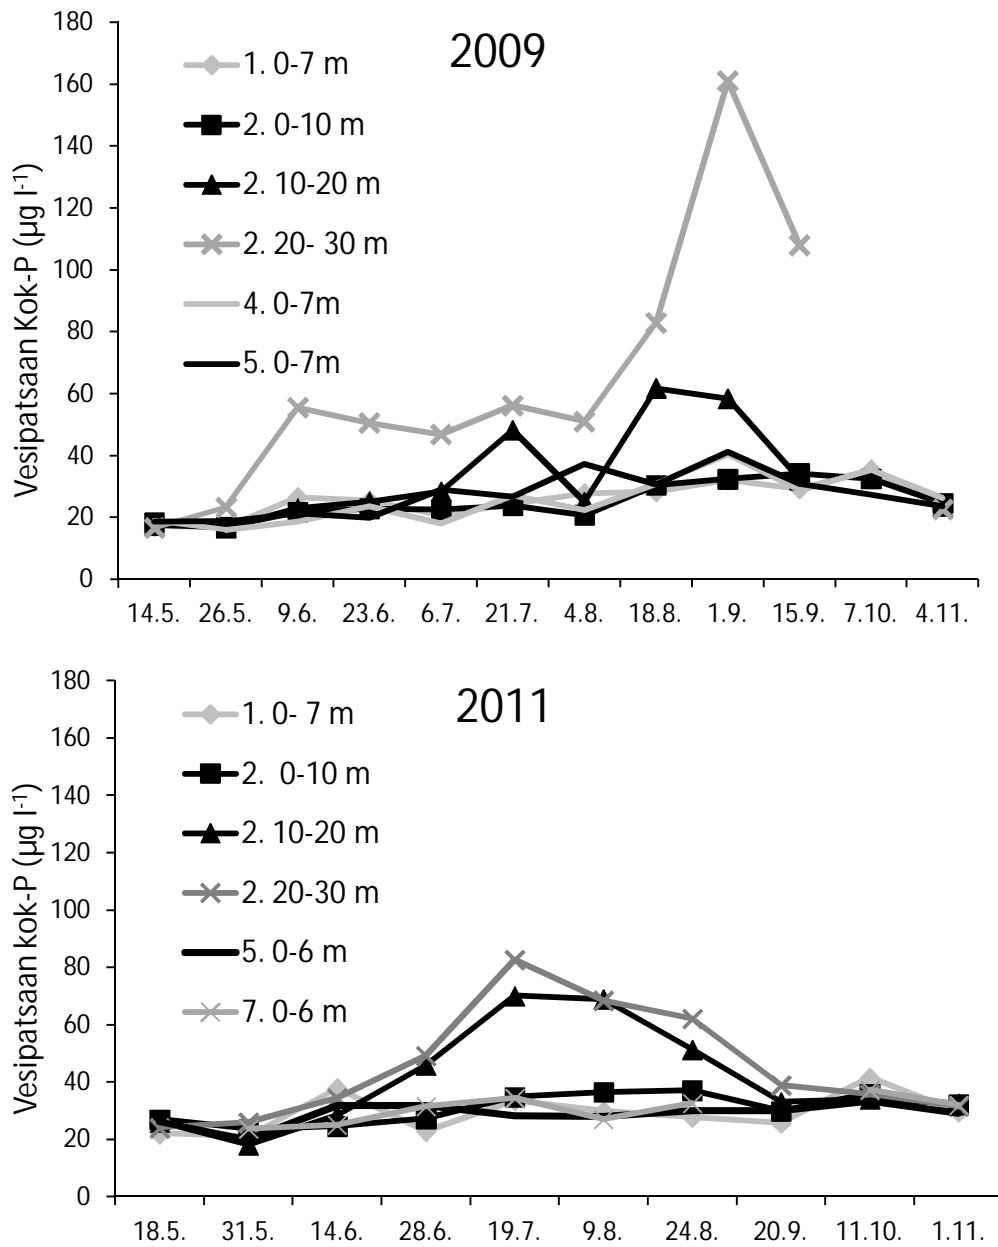 2009
Vesipatsaan Kok-P (µg l-1)
180
160
140
120
100
80
60
40
20
0
1. 0-7 m
2. 0-10 m
2. 10-20 m
2. 20- 30 m
4. 0-7m
5. 0-7m
14.5. 26.5. 9.6. 23.6. 6.7. 21.7. 4.8. 18.8. 1.9. 15.9. 7.10. 4.11.
2011
Vesipatsaan kok-P (µg l-1)
180
160
140
120
100
80
60
40
20
0
1. 0- 7 m
2. 0-10 m
2. 10-20 m
2. 20-30 m
5. 0-6 m
7. 0-6 m
18.5. 31.5. 14.6. 28.6. 19.7. 9.8. 24.8. 20.9. 11.10. 1.11.